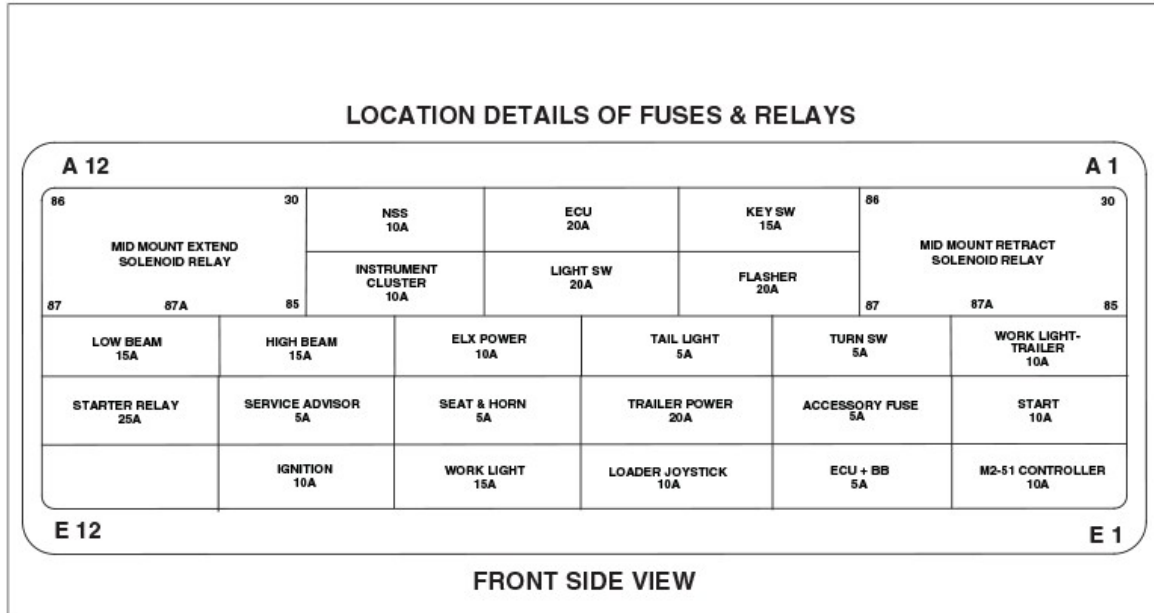 LOCATION DETAILS OF FUSES & RELAYS
A 12
A 1
86
30
MID MOUNT EXTEND
SOLENOID RELAY
87
87A
85
NSS
10A
ECU
20A
KEY SW
15A
INSTRUMENT
CLUSTER
10A
LIGHT SW
20A
FLASHER
20A
86
30
MID MOUNT RETRACT
SOLENOID RELAY
87
87A
85
LOW BEAM
15A
HIGH BEAM
15A
ELX POWER
10A
TAIL LIGHT
5A
TURN SW
5A
WORK LIGHT-
TRAILER
10A
STARTER RELAY
25A
SERVICE ADVISOR
5A
SEAT & HORN
5A
TRAILER POWER
20A
ACCESSORY FUSE
5A
START
10A
IGNITION
10A
WORK LIGHT
15A
LOADER JOYSTICK
10A
ECU + BB
5A
M2-51 CONTROLLER
10A
E 12
E 1
FRONT SIDE VIEW